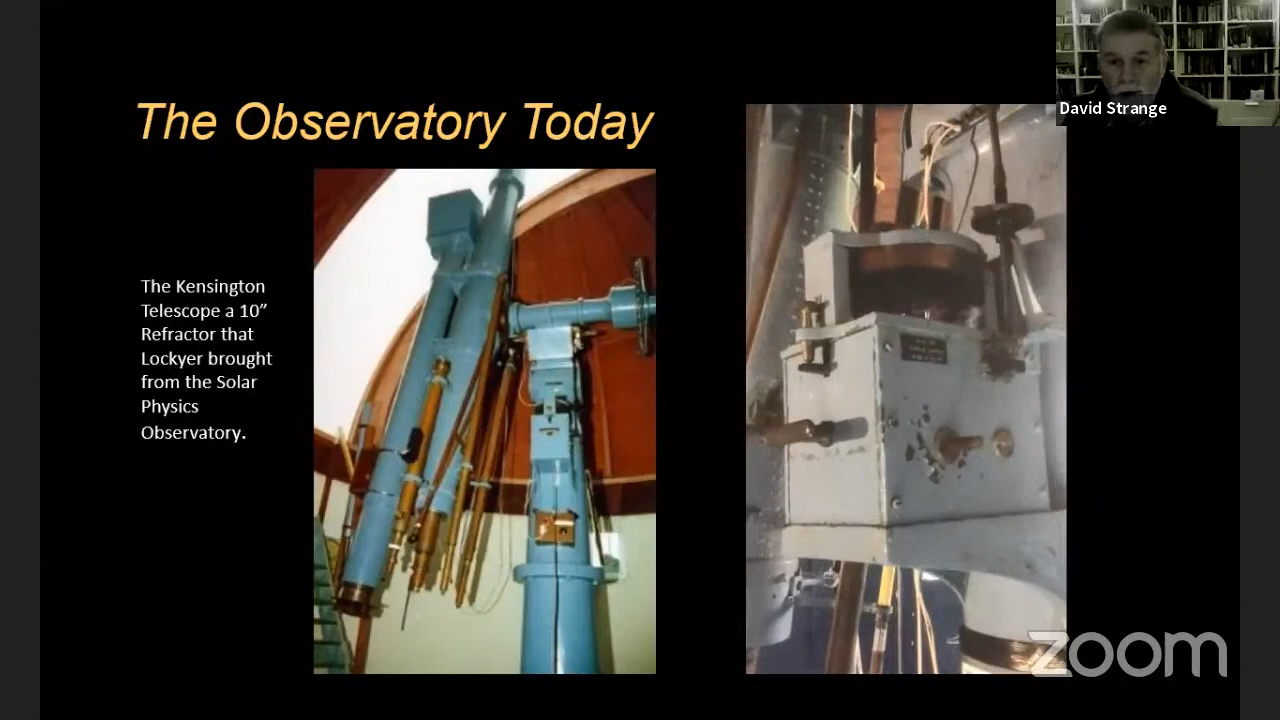 David Strange
The Observatory Today
The Kensington
Telescope a 10” 
Refractor that
Lockyer brought
from the Solar
Physics
Observatory.
zoom